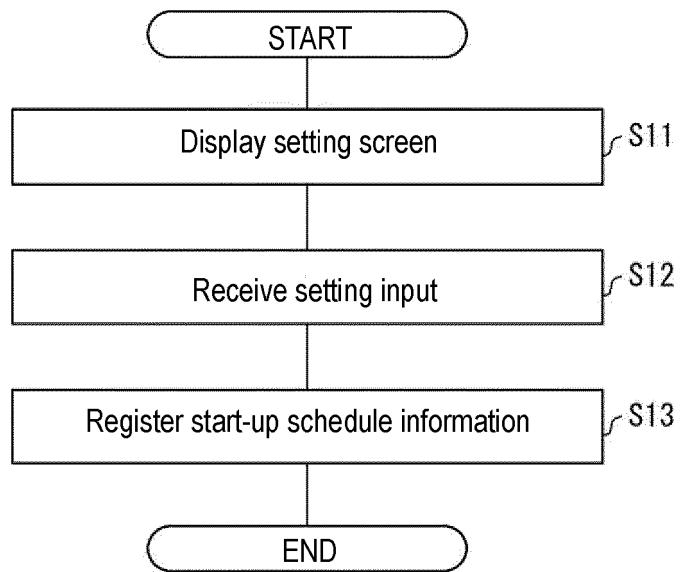 START
Display setting screen
S11
Receive setting input
S12
Register start-up schedule information
S13
END